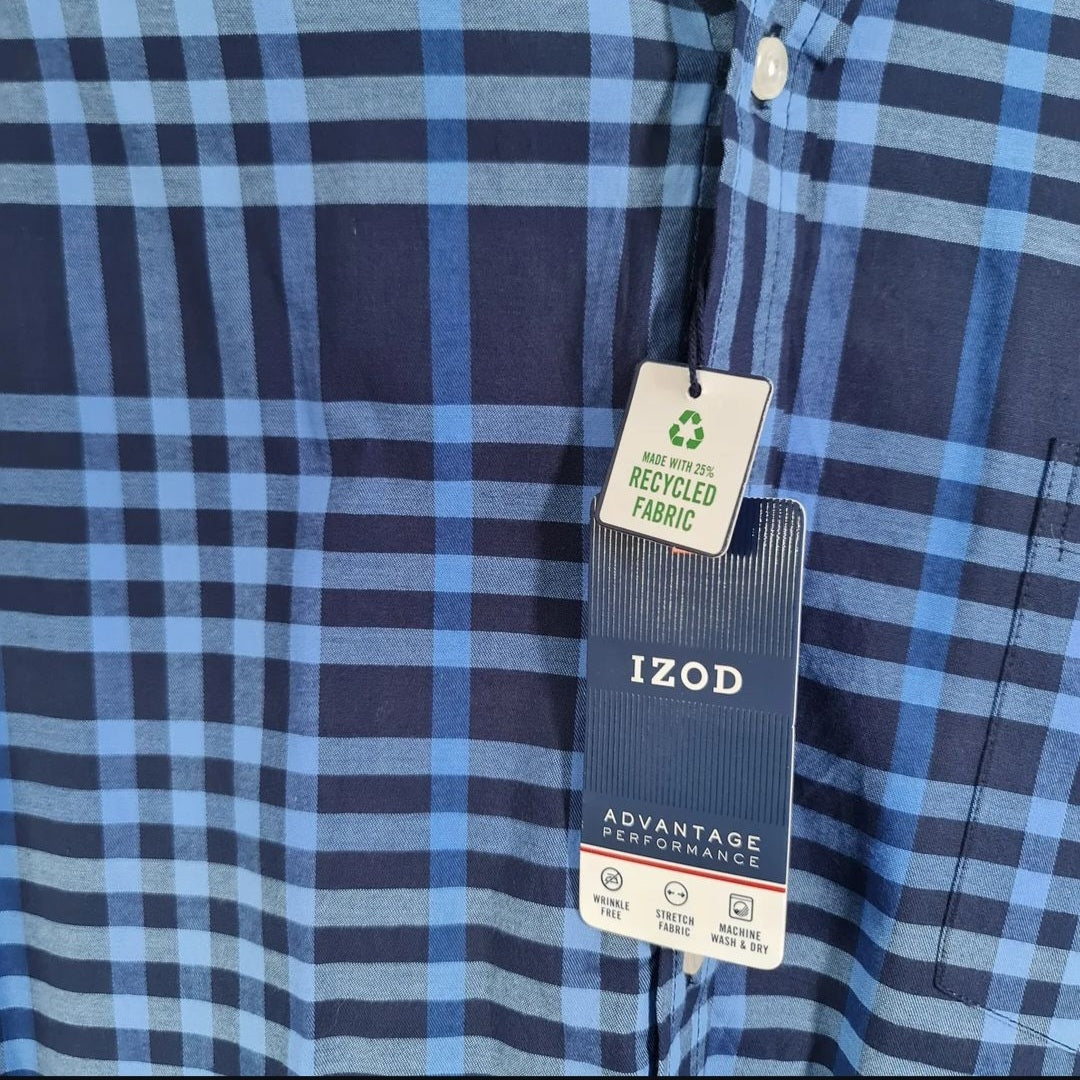 MADE WITH 25%
RECYCLED
FABRIC
IZOD
ADVANTAGE
PERFORMANCE
WRINKLE
FREE
STRETCH
FABRIC
MACHINE
WASH & DRY